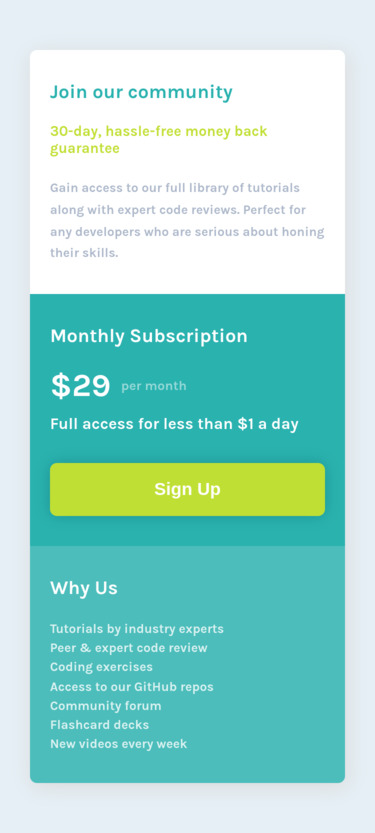 Join our community
30-day, hassle-free money back
guarantee
Gain access to our full library of tutorials
along with expert code reviews. Perfect for
any developers who are serious about honing
their skills.
Monthly Subscription
$29 per month
Full access for less than $1 a day
Sign Up
Why Us
Tutorials by industry experts
Peer & expert code review
Coding exercises
Access to our GitHub repos
Community forum
Flashcard decks
New videos every week